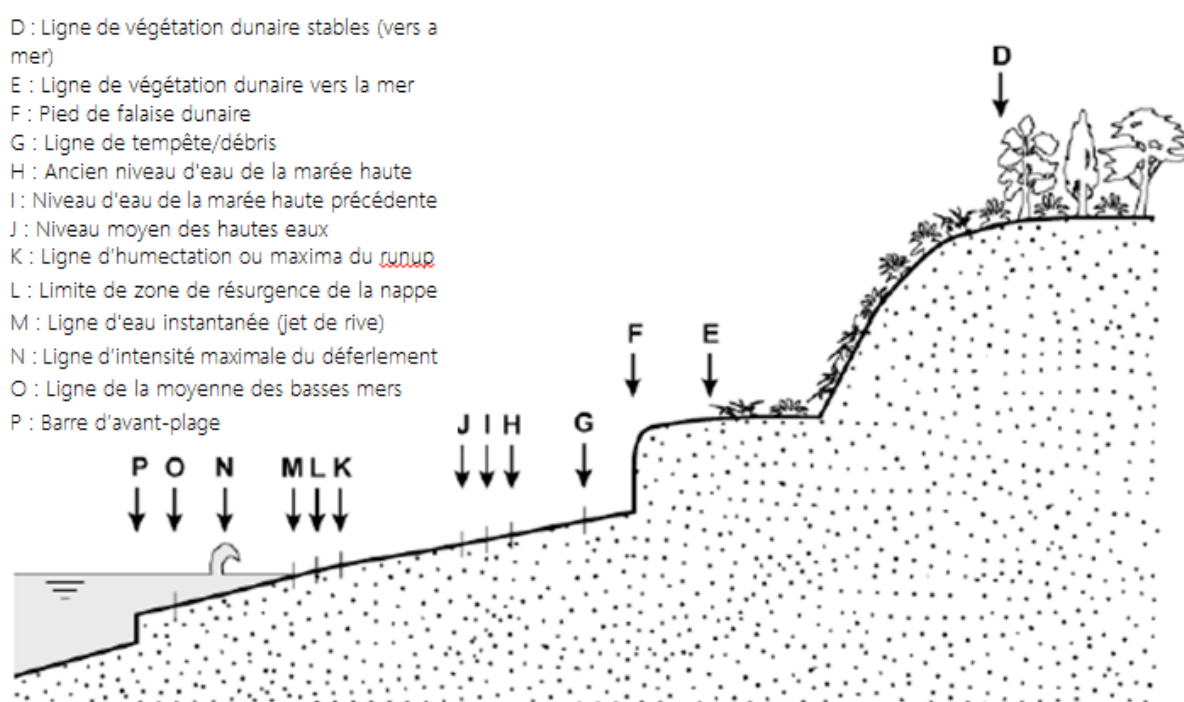 D : Ligne de végétation dunaire stables (vers a
mer)
E : Ligne de végétation dunaire vers la mer
F : Pied de falaise dunaire
G : Ligne de tempête/débris
H : Ancien niveau d'eau de la marée haute
I : Niveau d'eau de la marée haute précédente
J : Niveau moyen des hautes eaux
K : Ligne d'humectation ou maxima du runup
L : Limite de zone de résurgence de la nappe
M : Ligne d'eau instantanée (jet de rive)
N : Ligne d'intensité maximale du déferlement
O : Ligne de la moyenne des basses mers
P : Barre d'avant-plage
D
F E
J I H G
P O N M L K